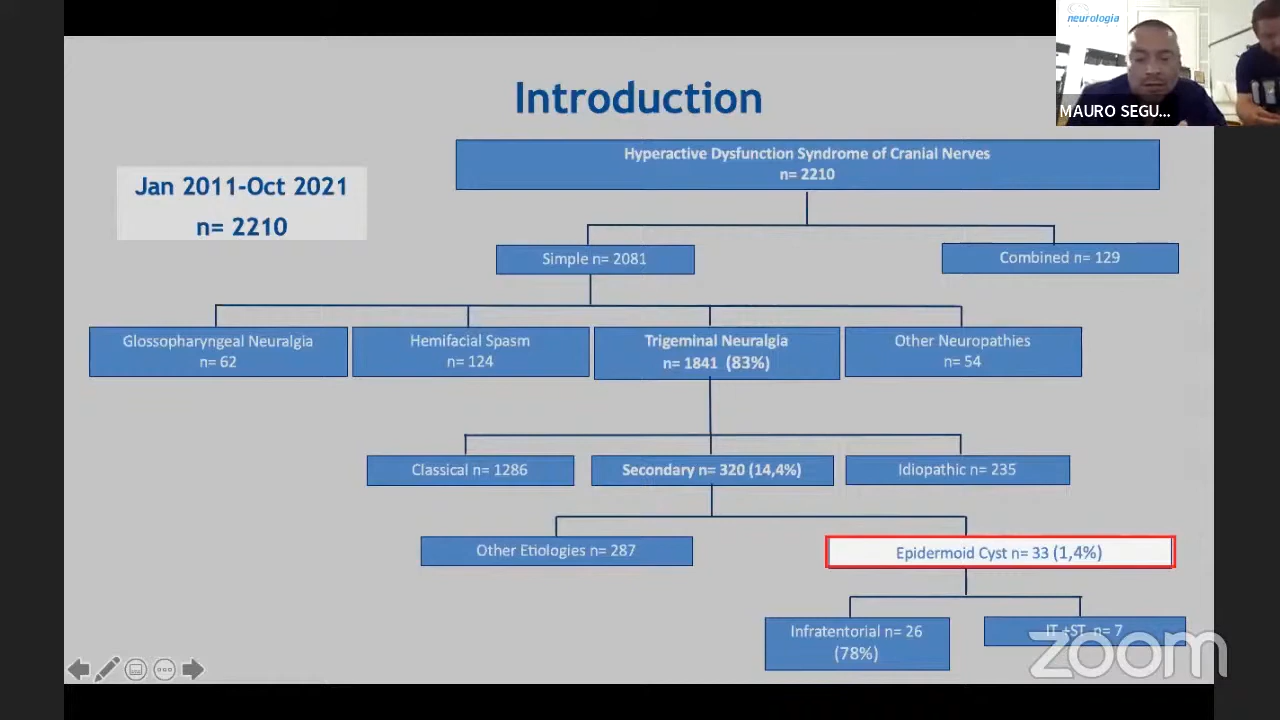 neurologia
MAURO SEGU...
Introduction
Jan 2011-Oct 2021
n= 2210
Hyperactive Dysfunction Syndrome of Cranial Nerves
n= 2210
Simple n= 2081
Combined n= 129
Glossopharyngeal Neuralgia
n= 62
Hemifacial Spasm
n= 124
Trigeminal Neuralgia
n= 1841 (83%)
Other Neuropathies
n= 54
Classical n= 1286
Secondary n= 320 (14,4%)
Idiopathic n= 235
Other Etiologies n= 287
Epidermoid Cyst n= 33 (1,4%)
Infratentorial n= 26
(78%)
IT +ST n= 7
zoom